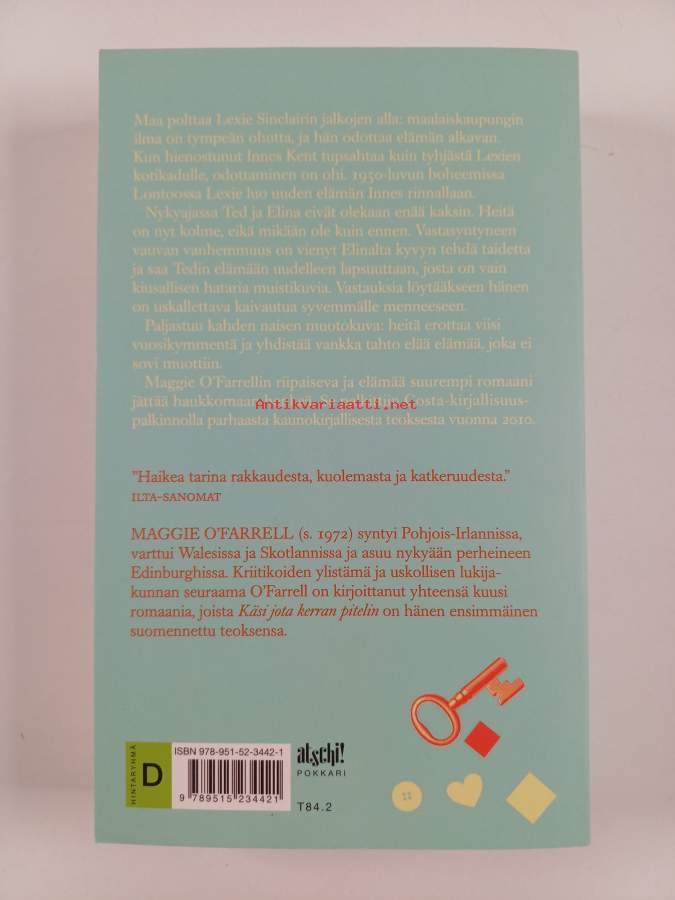 Maa polttaa Lexie Sinclairin jalkojen alla: maalaiskaupungin
ilma on tympeän ohutta, ja hän odottaa elämän alkavan.
Kun hienostunut Innes Kent tupsahtaa kuin tyhjästä Lexien
kotikadulle, odottaminen on ohi. 1950-luvun boheemissa
Lontoossa Lexie luo uuden elämän Innes rinnallaan.
Nykyajassa Ted ja Elina eivät olekaan enää kaksin. Heitä
on nyt kolme, eikä mikään ole kuin ennen. Vastasyntyneen
vauvan vanhemmuus on vienyt Elinalta kyvyn tehdä taidetta
ja saa Tedin elämään uudelleen lapsuuttaan, josta on vain
kiusallisen hataria muistikuvia. Vastauksia löytääkseen hänen
on uskallettava kaivautua syvemmälle menneeseen.
Paljastuu kahden naisen muotokuva: heitä erottaa viisi
vuosikymmentä ja yhdistää vankka tahto elää elämää, joka ei
sovi muottiin.
Maggie O'Farrellin riipaiseva ja elämää suurempi romaani
jättää haukkomaan Costa-kirjallisuus-
Antikvariaatti.net
palkinnolla parhaasta kaunokirjallisesta teoksesta vuonna 2010.
"Haikea tarina rakkaudesta, kuolemasta ja katkeruudesta."
ILTA-SANOMAT
MAGGIE O'FARRELL (s. 1972) syntyi Pohjois-Irlannissa,
varttui Walesissa ja Skotlannissa ja asuu nykyään perheineen
Edinburghissa. Kriitikoiden ylistämä ja uskollisen lukija-
kunnan seuraama O'Farrell on kirjoittanut yhteensä kuusi
romaania, joista Käsi jota kerran pitelin on hänen ensimmäinen
suomennettu teoksensa.
HINTARYHMÄ
D
ISBN 978-951-52-3442-1
9 789515 234421
atschi!
POKKARI
T84.2